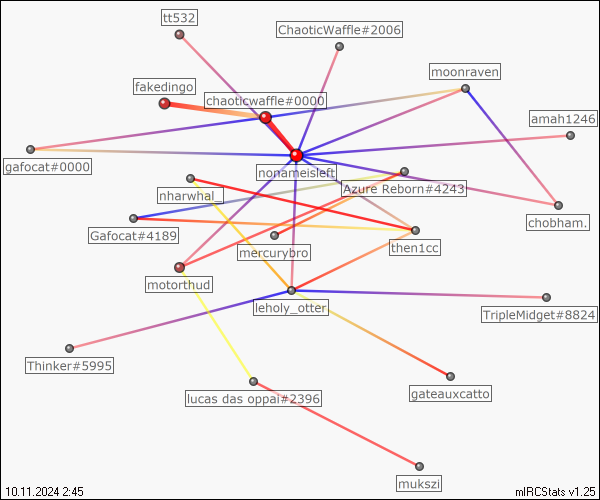 tt532
ChaoticWaffle#2006
moonraven
fakedingo
chaoticwaffle#0000
amah1246
gafocat#0000
nonameisleft
nharwhal_
Azure Reborn#4243
chobham.
Gafocat#4189
mercurybro
then1cc
motorthud
leholy_otter
TripleMidget#8824
Thinker#5995
gateauxcatto
lucas das oppai#2396
mukszi
10.11.2024 2:45
mIRCStats v1.25